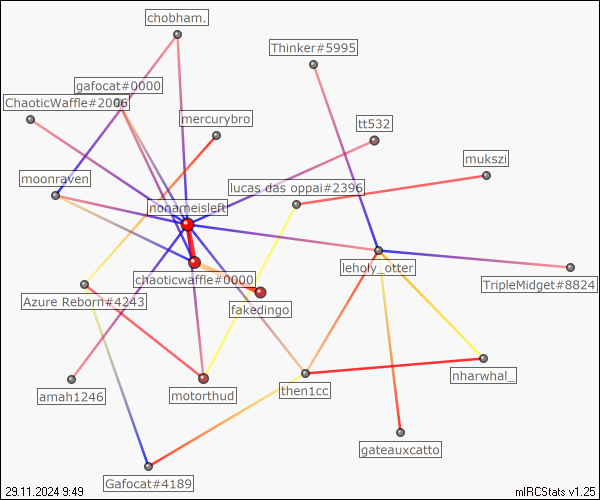 chobham.
Thinker#5995
gafocat#0000
ChaoticWaffle#2006
mercurybro
tt532
mukszi
moonraven
lucas das oppai#2396
nonameisleft
leholy_otter
chaoticwaffle#0000
TripleMidget#8824
Azure Reborn#4243
fakedingo
nharwhal_
amah1246
motorthud
then1cc
gateauxcatto
Gafocat#4189
29.11.2024 9:49
mIRCStats v1.25